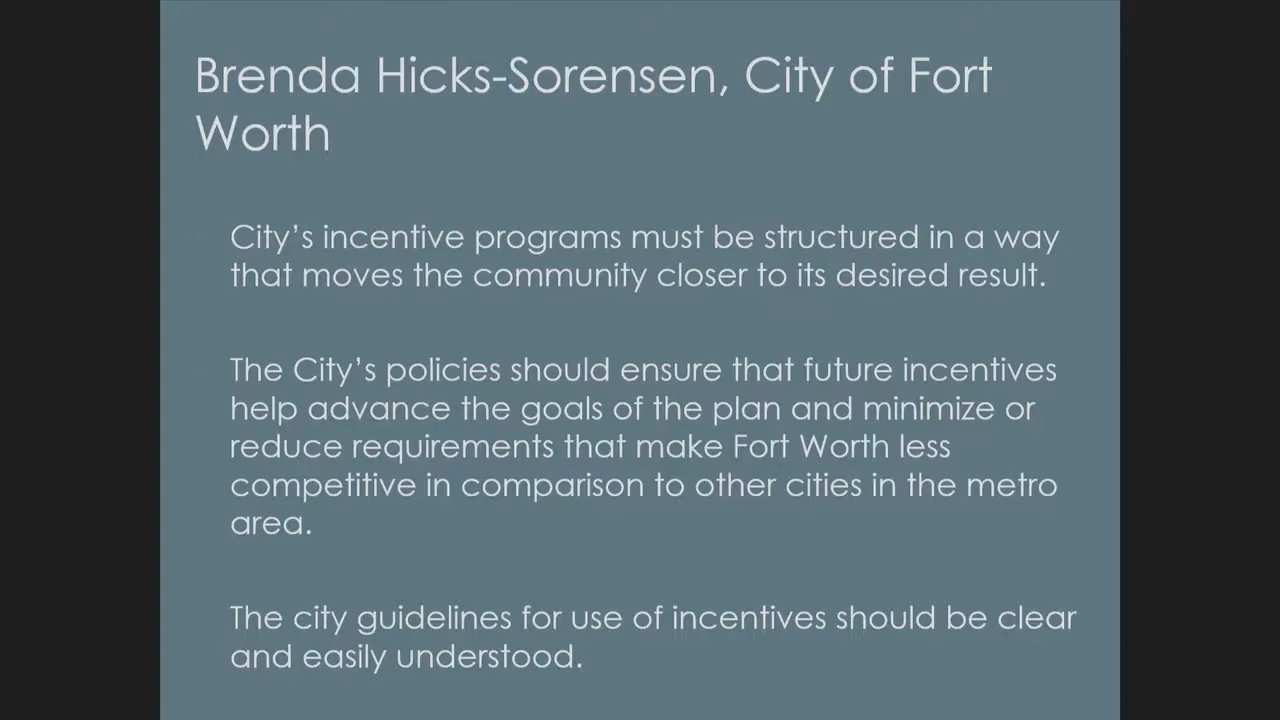 Brenda Hicks-Sorensen, City of Fort
Worth
City’s incentive programs must be structured in a way
that moves the community closer to its desired result.
The City’s policies should ensure that future incentives
help advance the goals of the plan and minimize or
reduce requirements that make Fort Worth less
competitive in comparison to other cities in the metro
area.
The city guidelines for use of incentives should be clear
and easily understood.